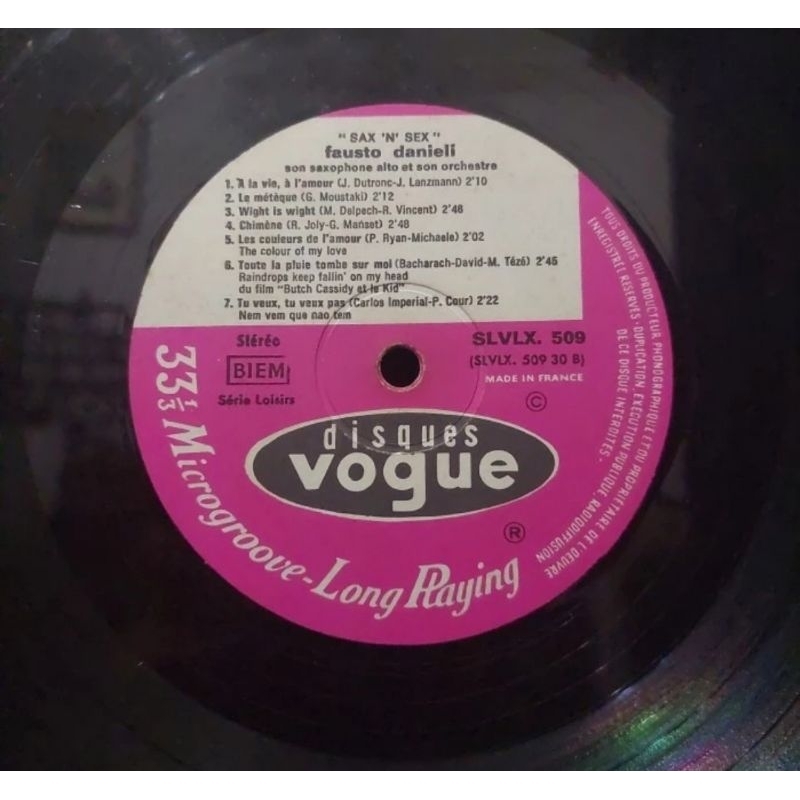 " SAX 'N' SEX "
fausto danieli
son saxophone alto et son orchestre
1. A la vie, à l'amour (J. Dutronc-J. Lanzmann) 2'10
2. Le métèque (G. Moustaki) 2'12
3. Wight is wight (M. Delpech-R. Vincent) 2'48
4. Chimène (R. Joly-G. Manset) 2'48
5. Les couleurs de l'amour (P. Ryan-Michaele) 2'02
The colour of my love
6. Toute la pluie tombe sur moi (Bacharach-David-M. Tézé) 2'46
Raindrops keep fallin' on my head
du film "Butch Cassidy et le Kid"
7. Tu veux, tu veux pas (Carlos Imperial-P. Cour) 2'22
Nem vem que nao tem
Stéréo
BIEM
Série Loisirs
SLVLX. 509
(SLVLX. 509 30 B)
MADE IN FRANCE
©
disques
vogue
®
33 1/3 Microgroove-Long Playing
TOUS DROITS DU PRODUCTEUR PHONOGRAPHIQUE ET DU PROPRIÉTAIRE DE L'ŒUVRE
ENREGISTRÉE RÉSERVÉS - DUPLICATION, EXÉCUTION PUBLIQUE, RADIODIFFUSION
DE CE DISQUE INTERDITES.